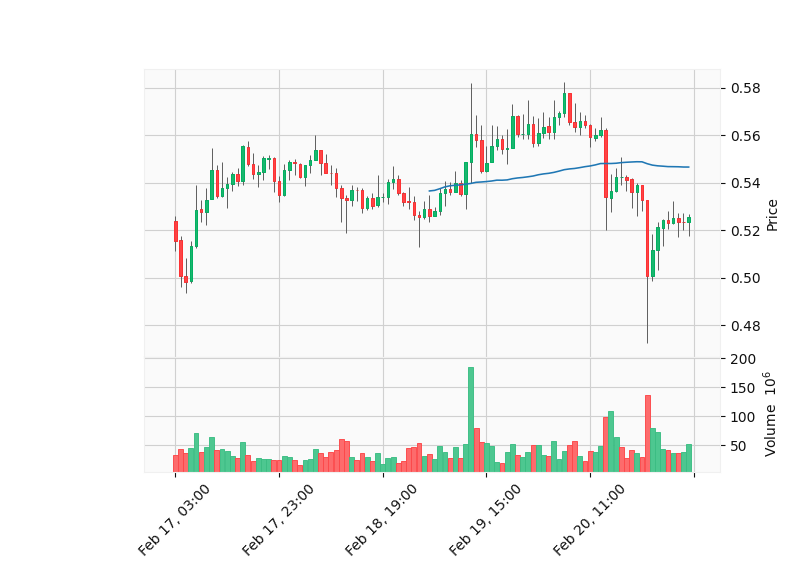 0.58
0.56
0.54
0.52
0.50
0.48
Price
200
150
100
50
Volume 10^6
Feb 17, 03:00
Feb 17, 23:00
Feb 18, 19:00
Feb 19, 15:00
Feb 20, 11:00